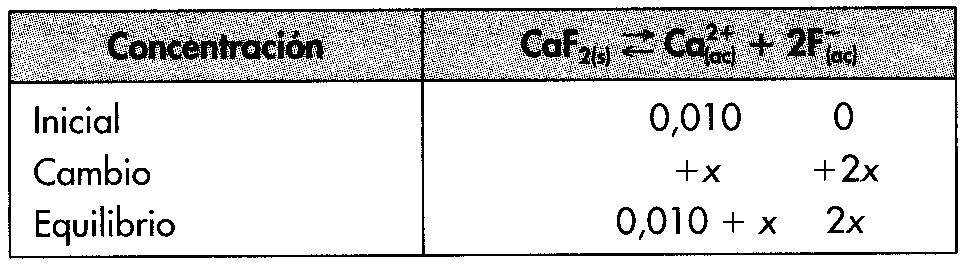 Concentración CaF₂₍ₛ₎ ⇄ Ca²⁺(ac) + 2F⁻(ac)
Inicial 0,010 0
Cambio +x +2x
Equilibrio 0,010 + x 2x